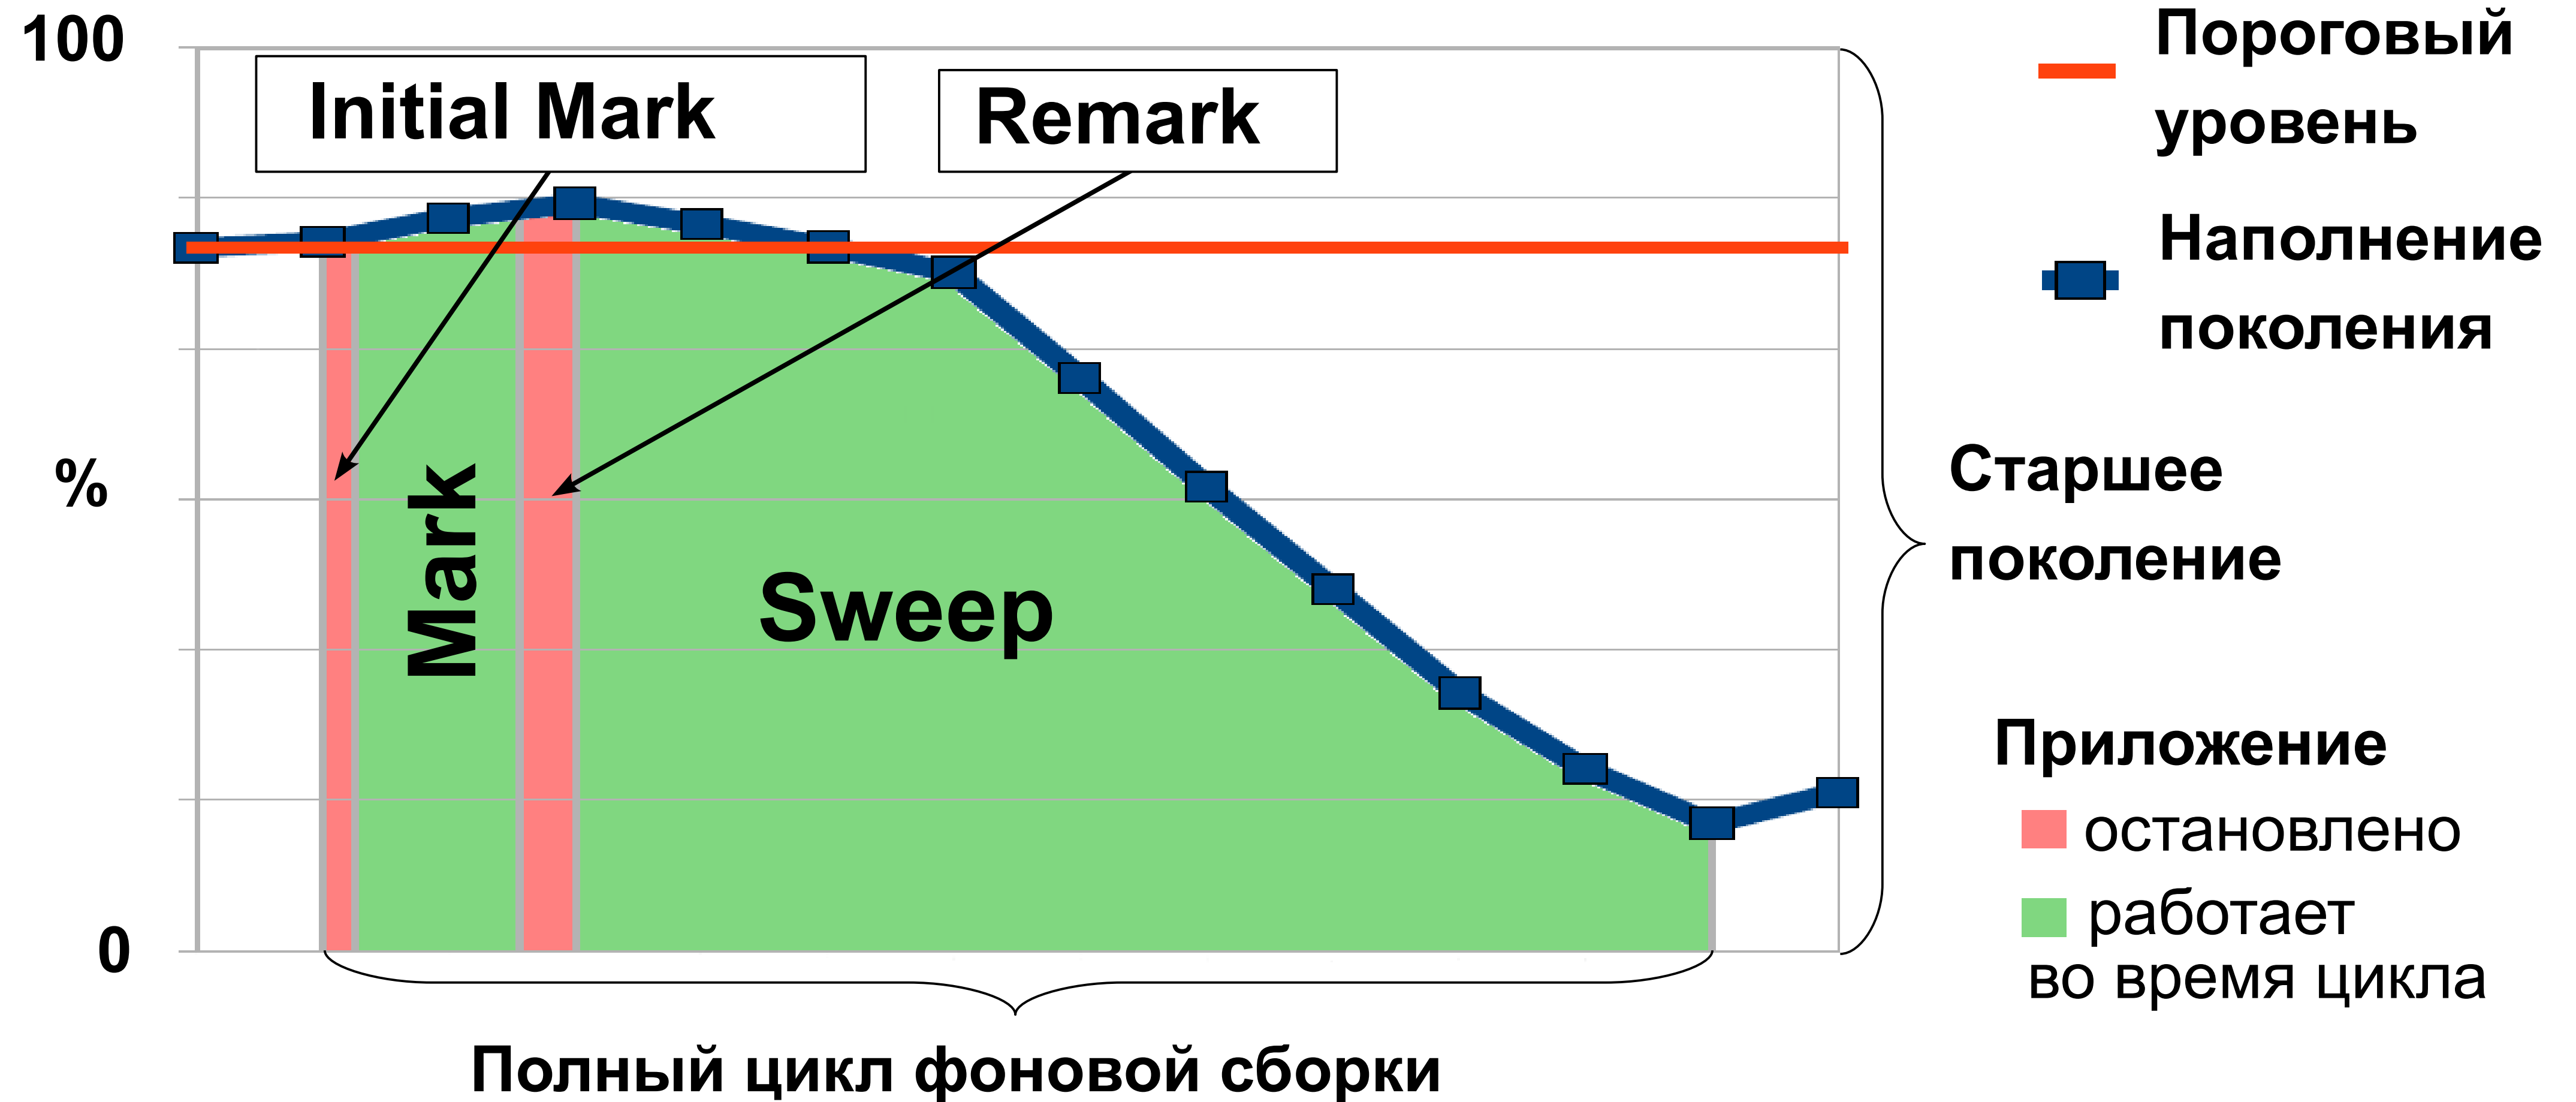 100
Initial Mark
Remark
%
0
Mark
Sweep
Полный цикл фоновой сборки
Пороговый
уровень
Наполнение
поколения
Старшее
поколение
Приложение
остановлено
работает
во время цикла